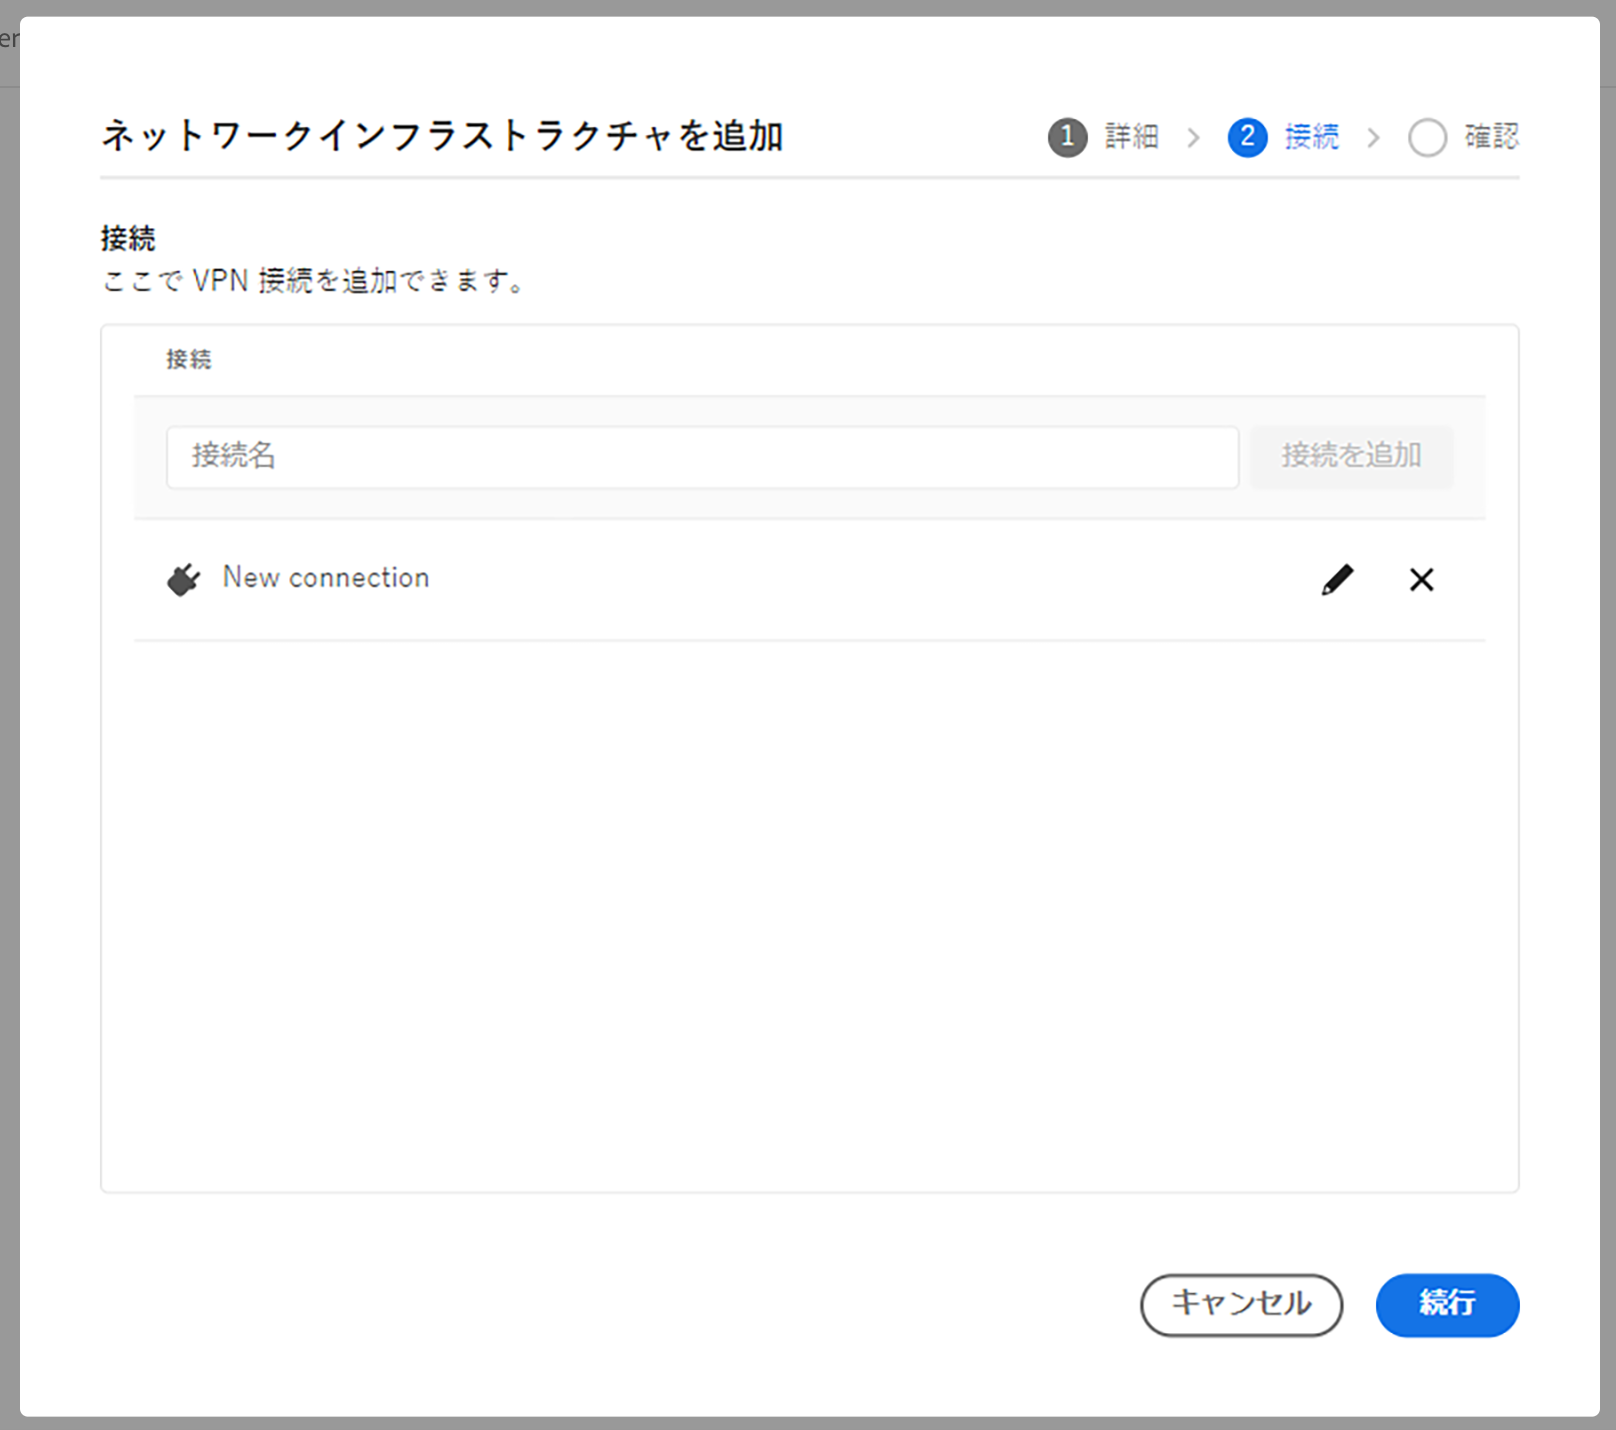 er
ネットワークインフラストラクチャを追加
1 詳細 > 2 接続 > 確認
接続
ここで VPN 接続を追加できます。
接続
接続名
接続を追加
New connection
キャンセル
続行